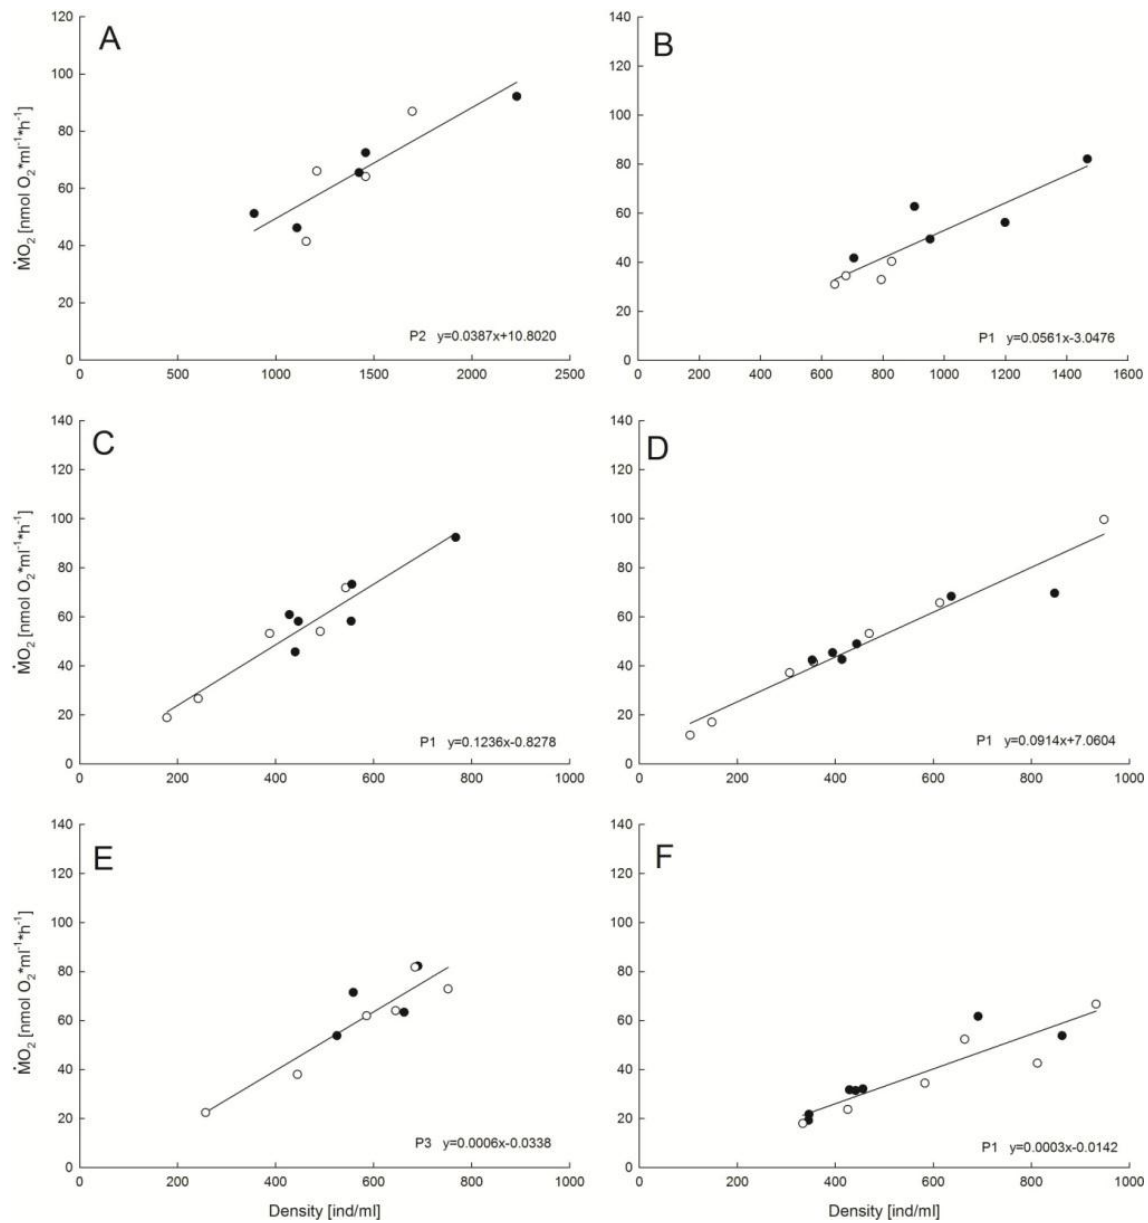 A
120
100
80
60
40
20
0
ṀO2 [nmol O2*ml-1*h-1]
P2 y=0.0387x+10.8020
0 500 1000 1500 2000 2500
B
140
120
100
80
60
40
20
0
P1 y=0.0561x-3.0476
0 200 400 600 800 1000 1200 1400 1600
C
140
120
100
80
60
40
20
0
ṀO2 [nmol O2*ml-1*h-1]
P1 y=0.1236x-0.8278
0 200 400 600 800 1000
D
140
120
100
80
60
40
20
0
P1 y=0.0914x+7.0604
0 200 400 600 800 1000
E
140
120
100
80
60
40
20
0
ṀO2 [nmol O2*ml-1*h-1]
P3 y=0.0006x-0.0338
0 200 400 600 800 1000
Density [ind/ml]
F
140
120
100
80
60
40
20
0
P1 y=0.0003x-0.0142
0 200 400 600 800 1000
Density [ind/ml]